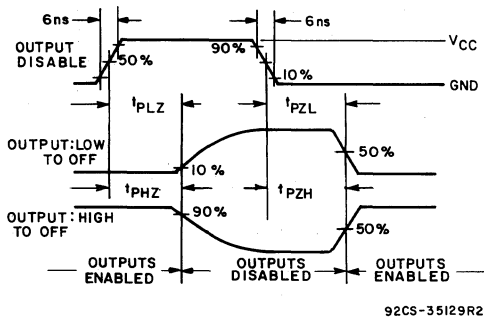 6ns
6ns
OUTPUT
DISABLE
50%
90%
10%
VCC
GND
tPLZ
tPZL
OUTPUT:LOW
TO OFF
10%
50%
tPHZ
tPZH
OUTPUT:HIGH
TO OFF
90%
50%
OUTPUTS
ENABLED
OUTPUTS
DISABLED
OUTPUTS
ENABLED
92CS-35129R2